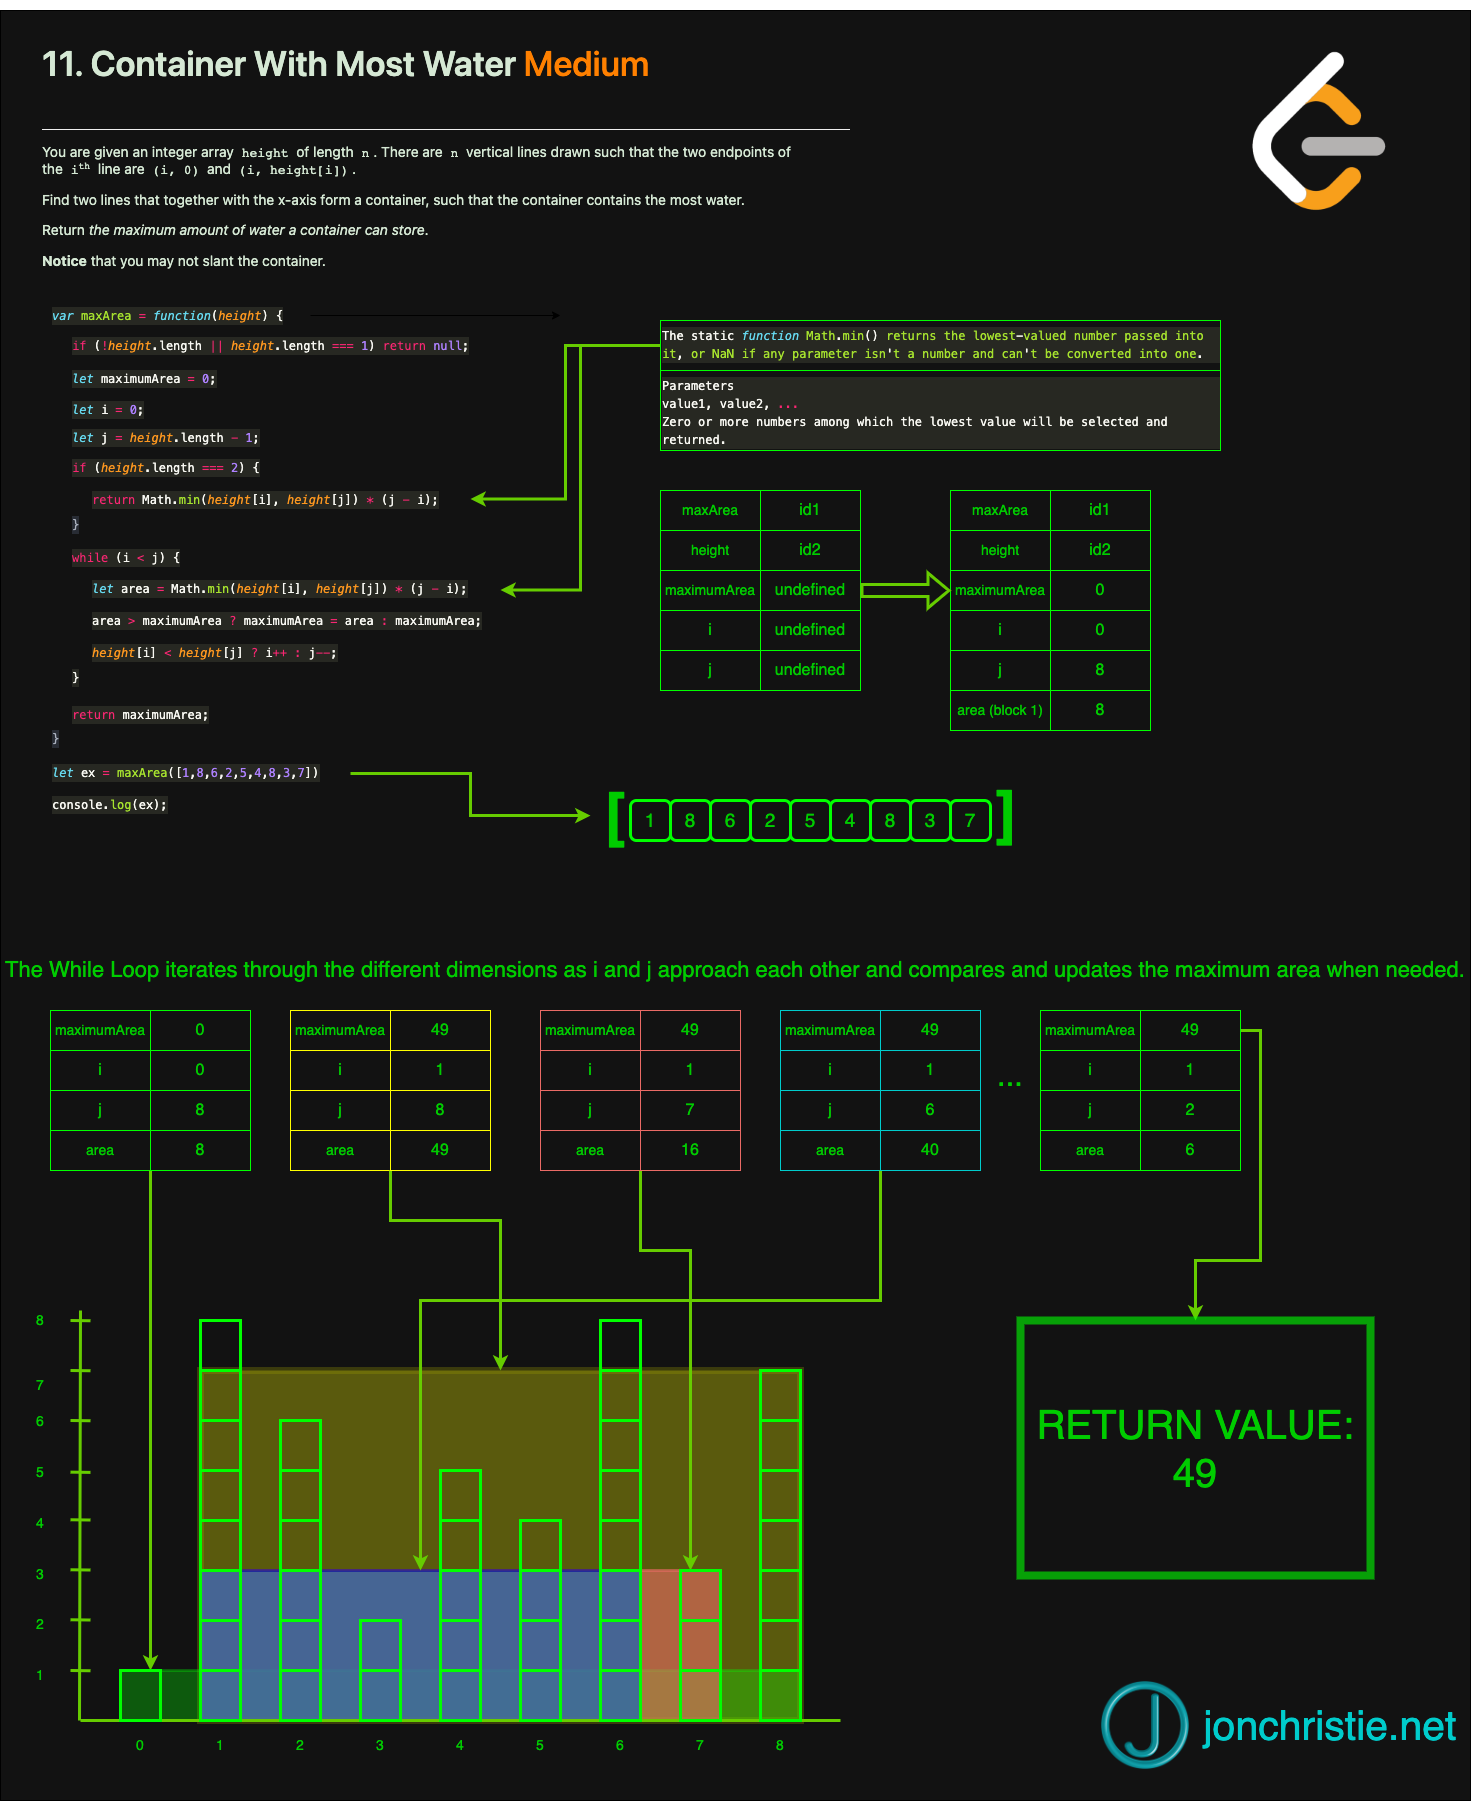 11. Container With Most Water Medium
You are given an integer array height of length n. There are n vertical lines drawn such that the two endpoints of
the ith line are (i, 0) and (i, height[i]).
Find two lines that together with the x-axis form a container, such that the container contains the most water.
Return the maximum amount of water a container can store.
Notice that you may not slant the container.
var maxArea = function(height) {
if (!height.length || height.length === 1) return null;
let maximumArea = 0;
let i = 0;
let j = height.length - 1;
if (height.length === 2) {
return Math.min(height[i], height[j]) * (j - i);
}
while (i < j) {
let area = Math.min(height[i], height[j]) * (j - i);
area > maximumArea ? maximumArea = area : maximumArea;
height[i] < height[j] ? i++ : j--;
}
return maximumArea;
}
let ex = maxArea([1,8,6,2,5,4,8,3,7])
console.log(ex);
The static function Math.min() returns the lowest-valued number passed into
it, or NaN if any parameter isn't a number and can't be converted into one.
Parameters
value1, value2, ...
Zero or more numbers among which the lowest value will be selected and
returned.
maxArea id1
height id2
maximumArea undefined
i undefined
j undefined
maxArea id1
height id2
maximumArea 0
i 0
j 8
area (block 1) 8
[ 1 8 6 2 5 4 8 3 7 ]
The While Loop iterates through the different dimensions as i and j approach each other and compares and updates the maximum area when needed.
maximumArea 0
i 0
j 8
area 8
maximumArea 49
i 1
j 8
area 49
maximumArea 49
i 1
j 7
area 16
maximumArea 49
i 1
j 6
area 40
...
maximumArea 49
i 1
j 2
area 6
8
7
6
5
4
3
2
1
0 1 2 3 4 5 6 7 8
RETURN VALUE:
49
J jonchristie.net